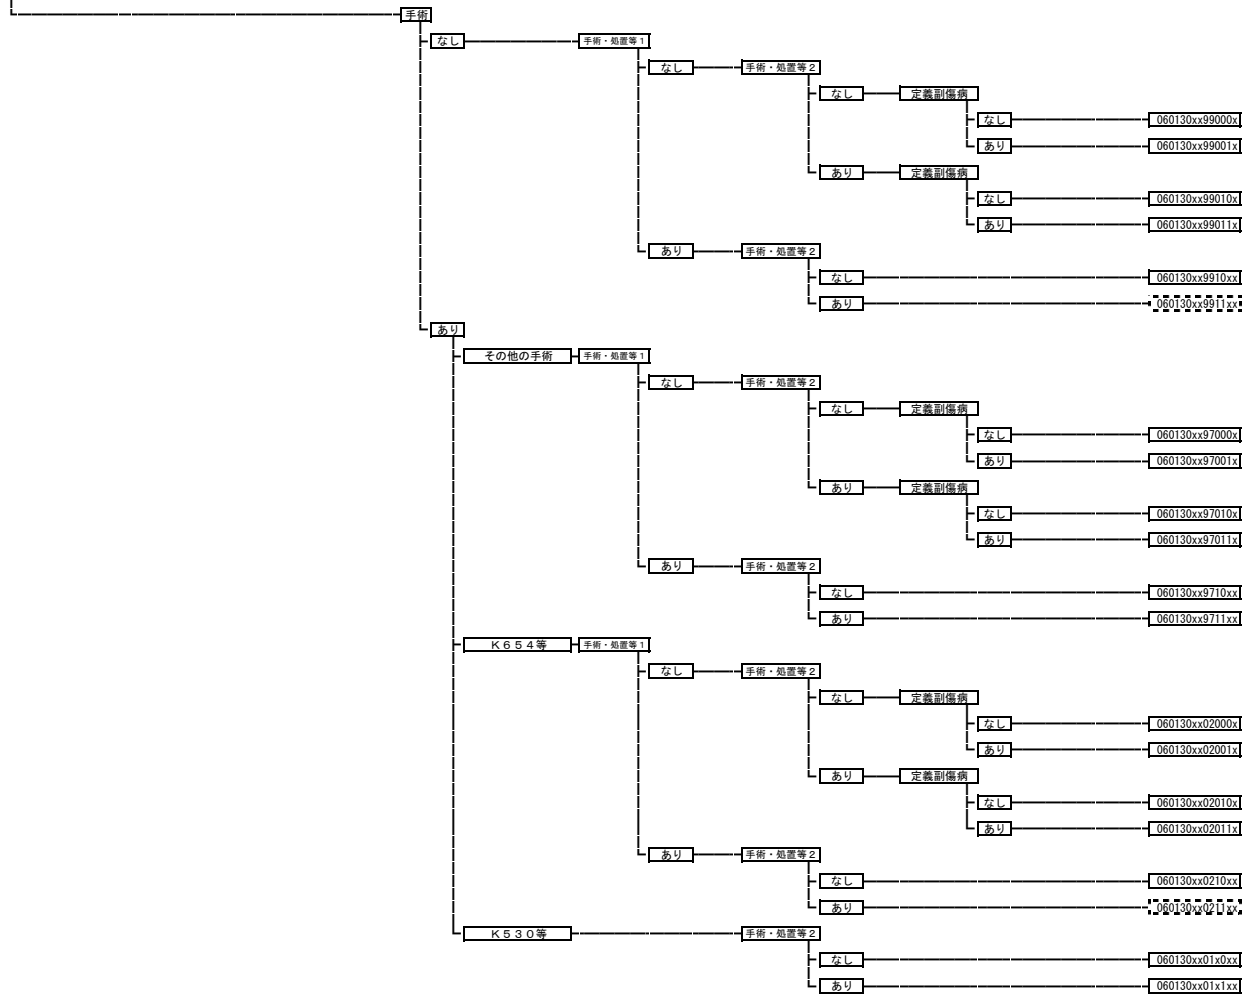 手術
なし 手術・処置等1
なし 手術・処置等2
なし 定義副傷病
なし 060130xx99000x
あり 060130xx99001x
あり 定義副傷病
なし 060130xx99010x
あり 060130xx99011x
あり 手術・処置等2
なし 060130xx9910xx
あり 060130xx9911xx
あり
その他の手術 手術・処置等1
なし 手術・処置等2
なし 定義副傷病
なし 060130xx97000x
あり 060130xx97001x
あり 定義副傷病
なし 060130xx97010x
あり 060130xx97011x
あり 手術・処置等2
なし 060130xx9710xx
あり 060130xx9711xx
K654等 手術・処置等1
なし 手術・処置等2
なし 定義副傷病
なし 060130xx02000x
あり 060130xx02001x
あり 定義副傷病
なし 060130xx02010x
あり 060130xx02011x
あり 手術・処置等2
なし 060130xx0210xx
あり 060130xx0211xx
K530等 手術・処置等2
なし 060130xx01x0xx
あり 060130xx01x1xx